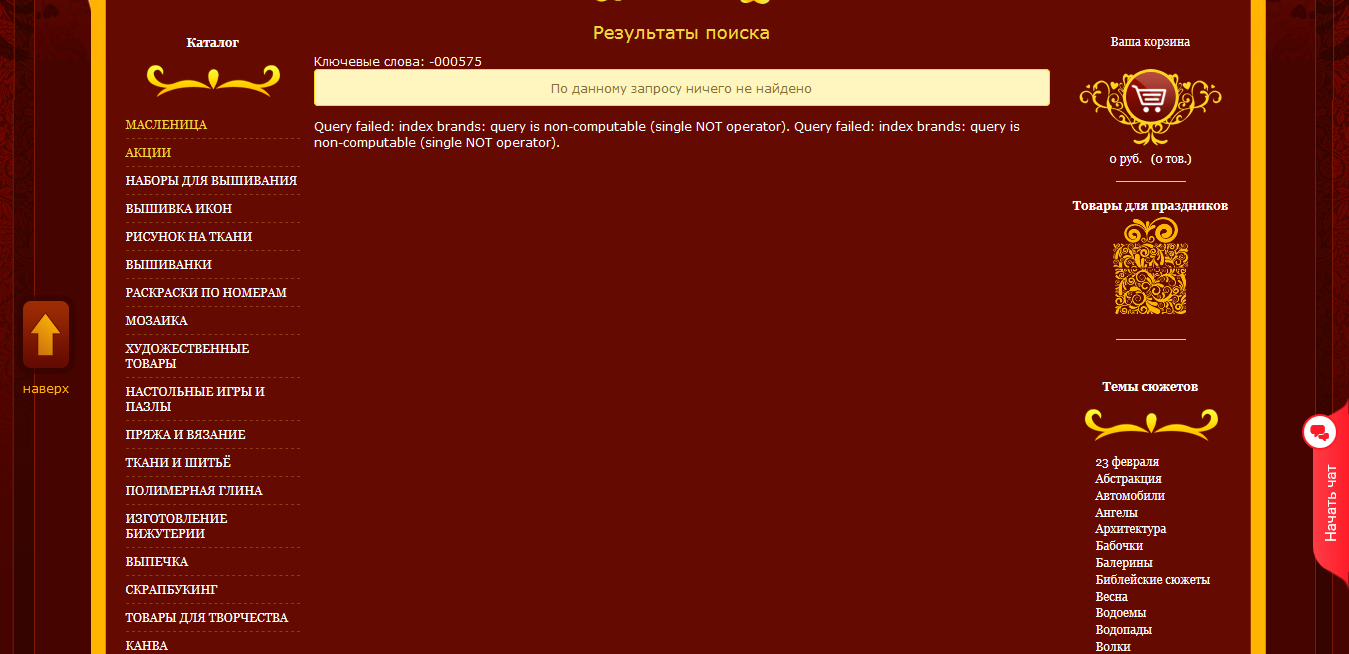 Каталог
МАСЛЕНИЦА
АКЦИИ
НАБОРЫ ДЛЯ ВЫШИВАНИЯ
ВЫШИВКА ИКОН
РИСУНОК НА ТКАНИ
ВЫШИВАНКИ
РАСКРАСКИ ПО НОМЕРАМ
МОЗАИКА
ХУДОЖЕСТВЕННЫЕ
ТОВАРЫ
НАСТОЛЬНЫЕ ИГРЫ И
ПАЗЛЫ
ПРЯЖА И ВЯЗАНИЕ
ТКАНИ И ШИТЬЁ
ПОЛИМЕРНАЯ ГЛИНА
ИЗГОТОВЛЕНИЕ
БИЖУТЕРИИ
ВЫПЕЧКА
СКРАПБУКИНГ
ТОВАРЫ ДЛЯ ТВОРЧЕСТВА
КАНВА
наверх
Результаты поиска
Ключевые слова: -000575
По данному запросу ничего не найдено
Query failed: index brands: query is non-computable (single NOT operator). Query failed: index brands: query is
non-computable (single NOT operator).
Ваша корзина
0 руб. (0 тов.)
Товары для праздников
Темы сюжетов
23 февраля
Абстракция
Автомобили
Ангелы
Архитектура
Бабочки
Балерины
Библейские сюжеты
Весна
Водоемы
Водопады
Волки
Начать чат